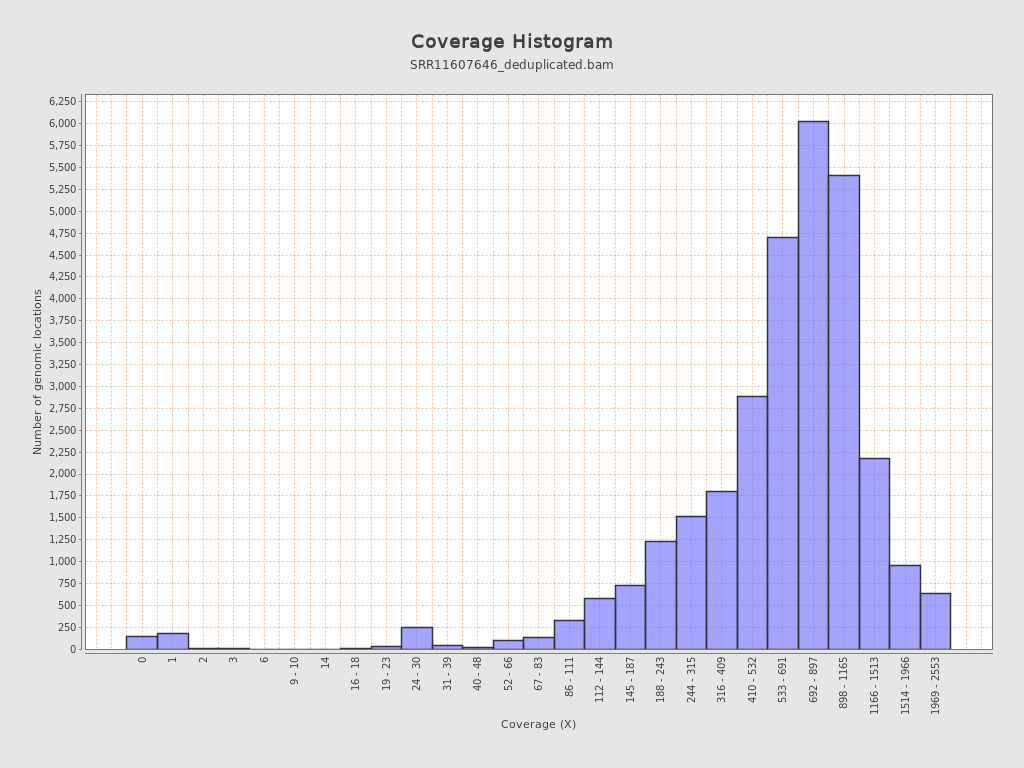 Coverage Histogram
SRR11607646_deduplicated.bam
Number of genomic locations
6,250
6,000
5,750
5,500
5,250
5,000
4,750
4,500
4,250
4,000
3,750
3,500
3,250
3,000
2,750
2,500
2,250
2,000
1,750
1,500
1,250
1,000
750
500
250
0
0
1
2
3
6
9 - 10
14
16 - 18
19 - 23
24 - 30
31 - 39
40 - 48
52 - 66
67 - 83
86 - 111
112 - 144
145 - 187
188 - 243
244 - 315
316 - 409
410 - 532
533 - 691
692 - 897
898 - 1165
1166 - 1513
1514 - 1966
1969 - 2553
Coverage (X)